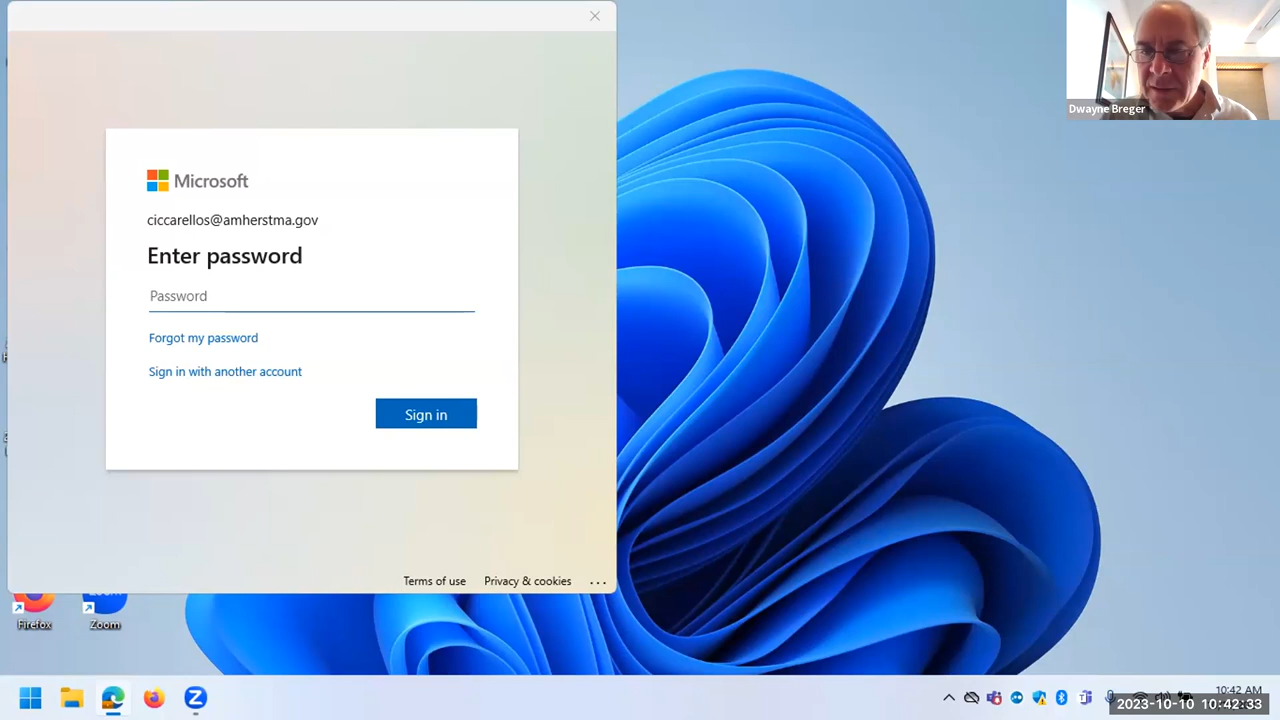 Microsoft
ciccarellos@amherstma.gov
Enter password
Password
Forgot my password
Sign in with another account
Sign in
Terms of use
Privacy & cookies
...
Dwayne Breger
Firefox
Zoom
10:42 AM
2023-10-10 10:42:33